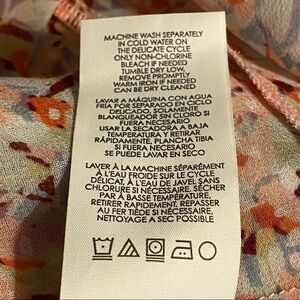 MACHINE WASH SEPARATELY
IN COLD WATER ON
THE DELICATE CYCLE
ONLY NON-CHLORINE
BLEACH IF NEEDED
TUMBLE DRY LOW
REMOVE PROMPTLY
WARM IRON IF NEEDED
CAN BE DRY CLEANED
LAVAR A MÁQUINA CON AGUA
FRÍA POR SEPARADO EN CICLO
DELICADO, SOLAMENTE
BLANQUEADOR SIN CLORO SI
FUERA NECESARIO
USAR LA SECADORA A BAJA
TEMPERATURA Y RETIRAR
RÁPIDAMENTE, PLANCHA TIBIA
SI FUERA NECESARIO
SE PUEDE LAVAR EN SECO
LAVER À LA MACHINE SÉPARÉMENT
À L'EAU FROIDE SUR LE CYCLE
DÉLICAT, À L'EAU DE JAVEL SANS
CHLORURE SI NÉCESSAIRE, SÉCHER
PAR À BASSE TEMPÉRATURE,
RETIRER RAPIDEMENT, REPASSER
AU FER TIÈDE SI NÉCESSAIRE,
NETTOYAGE A SEC POSSIBLE